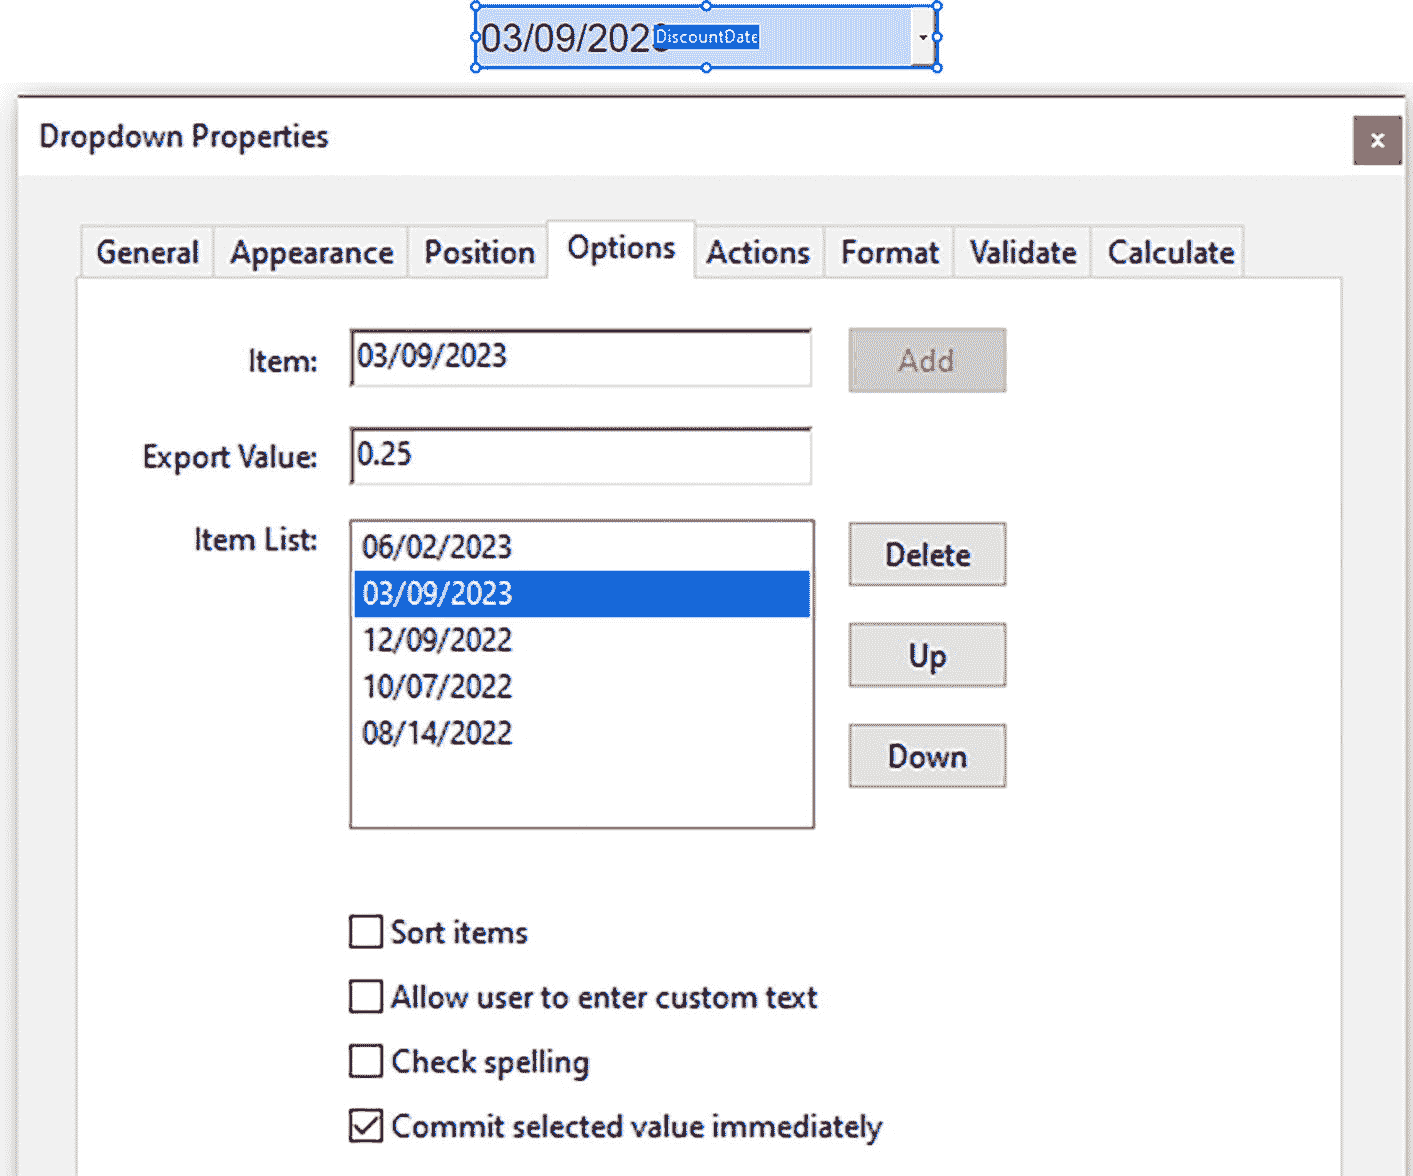 03/09/202
DiscountDate
Dropdown Properties
x
General Appearance Position Options Actions Format Validate Calculate
Item: 03/09/2023 Add
Export Value: 0.25
Item List:
06/02/2023
03/09/2023
12/09/2022
10/07/2022
08/14/2022
Delete
Up
Down
Sort items
Allow user to enter custom text
Check spelling
Commit selected value immediately